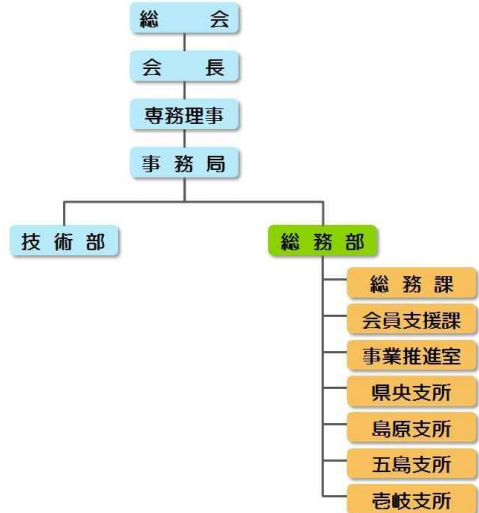 総会
会長
専務理事
事務局
技術部
総務部
総務課
会員支援課
事業推進室
県央支所
島原支所
五島支所
壱岐支所